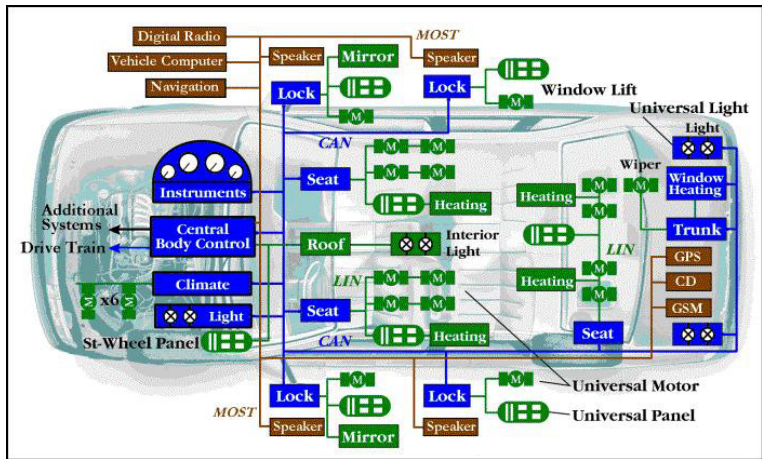 Digital Radio
MOST
Speaker
Speaker
Mirror
Vehicle Computer
Navigation
Lock
Lock
M
M
Window Lift
Universal Light
Light
CAN
Wiper
Instruments
Seat
M
M
M
M
Heating
Heating
M
M
M
Window
Heating
Additional
Systems
Central
Body Control
Roof
Interior
Light
Trunk
Drive Train
LIN
LIN
GPS
Climate
M
x6
M
M
M
M
M
Heating
M
M
CD
Light
Seat
GSM
St-Wheel Panel
CAN
Heating
Seat
Lock
M
Lock
M
Universal Motor
MOST
Universal Panel
Speaker
Mirror
Speaker